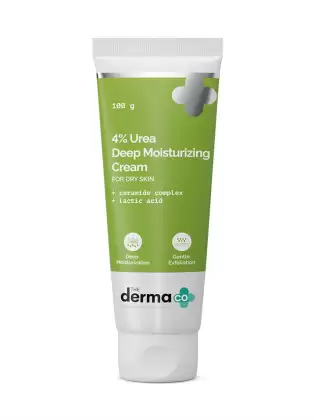 100 g
4% Urea
Deep Moisturizing
Cream
FOR DRY SKIN
+ ceramide complex
+ lactic acid
Deep
Moisturization
Gentle
Exfoliation
THE
derma co